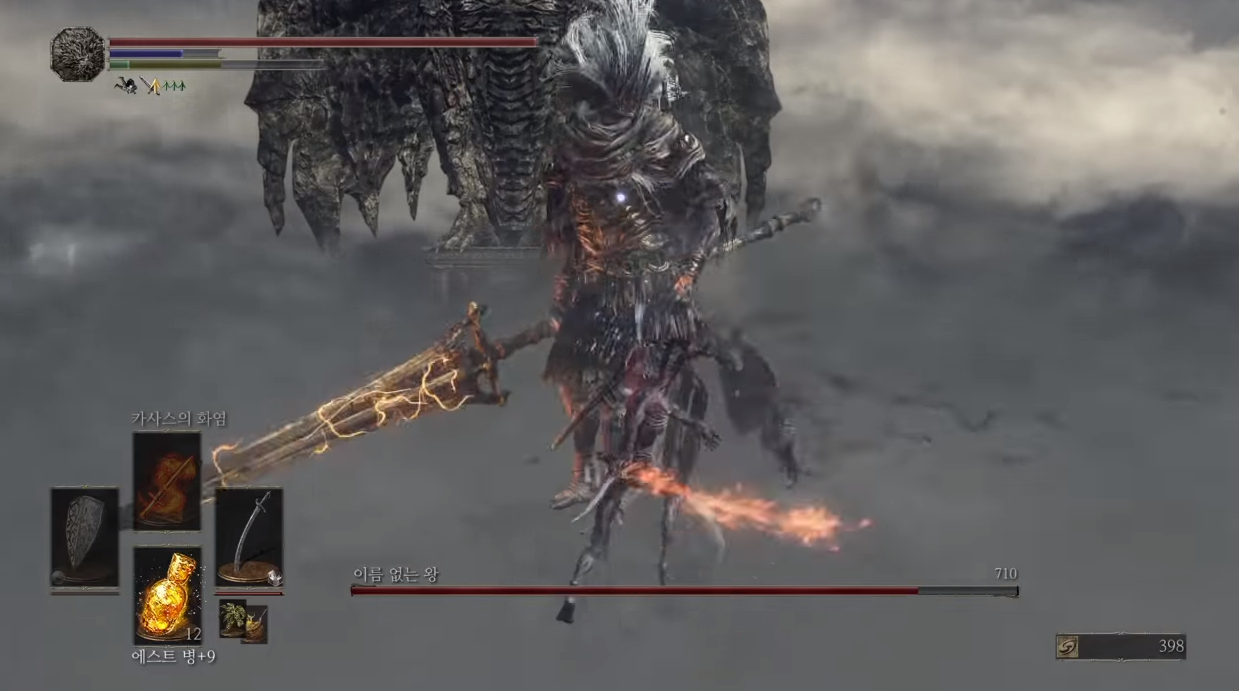 카사스의 화염
12
에스트 병+9
이름 없는 왕
710
398